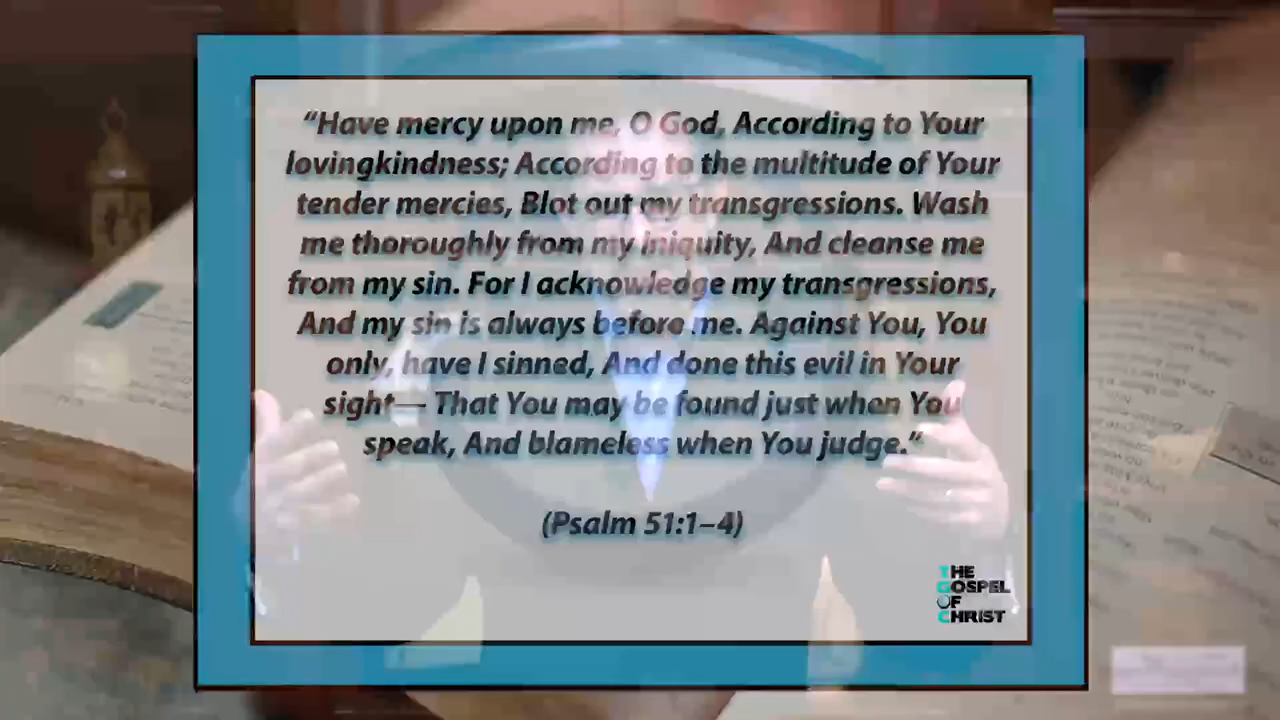 “Have mercy upon me, O God, According to Your
lovingkindness; According to the multitude of Your
tender mercies, Blot out my transgressions. Wash
me thoroughly from my iniquity, And cleanse me
from my sin. For I acknowledge my transgressions,
And my sin is always before me. Against You, You
only, have I sinned, And done this evil in Your
sight— That You may be found just when You
speak, And blameless when You judge.“
(Psalm 51:1–4)
THE
GOSPEL
OF
CHRIST